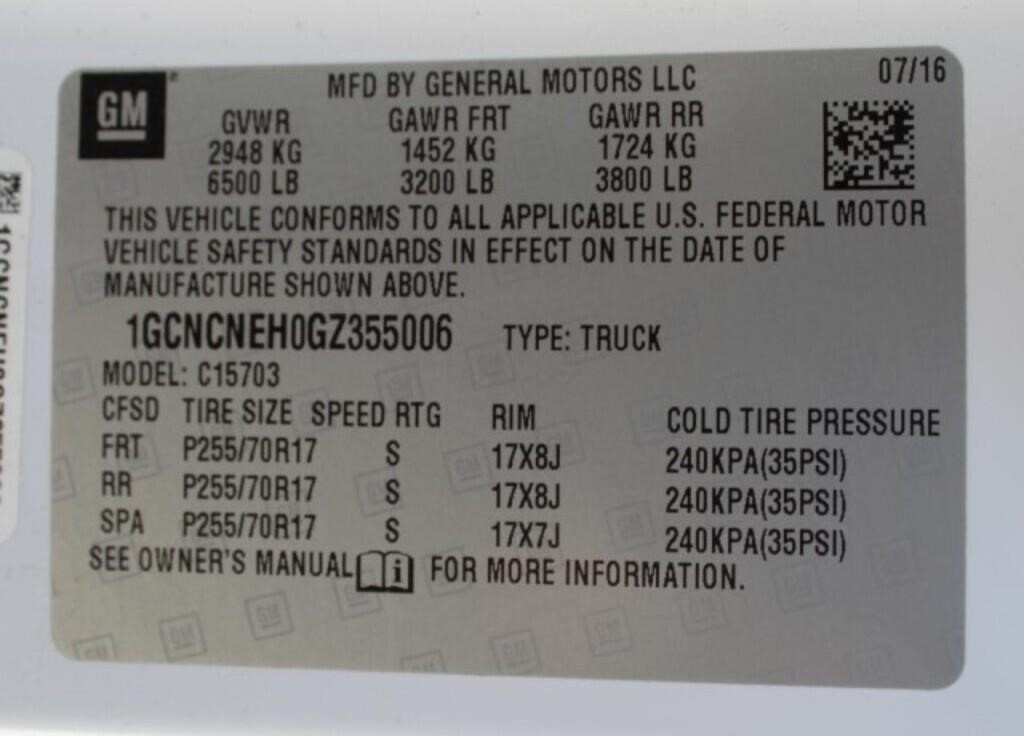 GM
MFD BY GENERAL MOTORS LLC 07/16
GVWR GAWR FRT GAWR RR
2948 KG 1452 KG 1724 KG
6500 LB 3200 LB 3800 LB
THIS VEHICLE CONFORMS TO ALL APPLICABLE U.S. FEDERAL MOTOR
VEHICLE SAFETY STANDARDS IN EFFECT ON THE DATE OF
MANUFACTURE SHOWN ABOVE.
1GCNCNEH0GZ355006 TYPE: TRUCK
MODEL: C15703
CFSD TIRE SIZE SPEED RTG RIM COLD TIRE PRESSURE
FRT P255/70R17 S 17X8J 240KPA(35PSI)
RR P255/70R17 S 17X8J 240KPA(35PSI)
SPA P255/70R17 S 17X7J 240KPA(35PSI)
SEE OWNER'S MANUAL i FOR MORE INFORMATION.